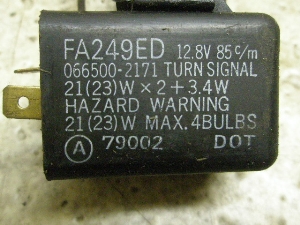 FA249ED 12.8V 85 c/m
066500-2171 TURN SIGNAL
21(23)W × 2 + 3.4W
HAZARD WARNING
21(23)W MAX. 4BULBS
A 79002 DOT